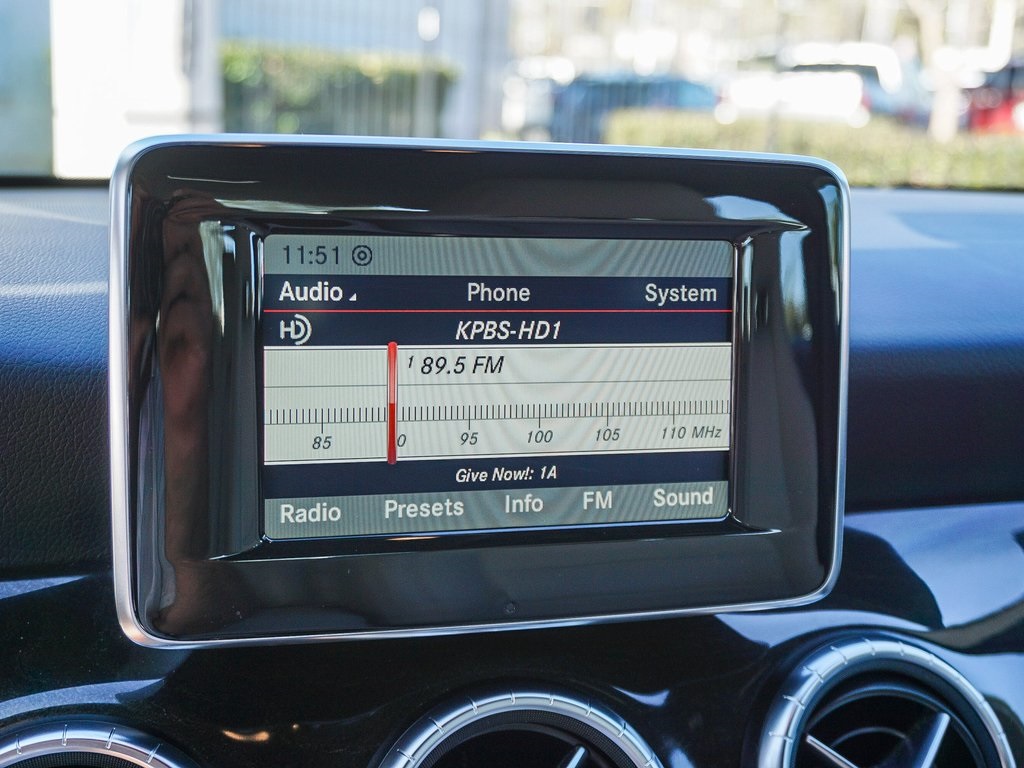 11:51
Audio Phone System
HD KPBS-HD1
1 89.5 FM
85 0 95 100 105 110 MHz
Give Now!: 1A
Radio Presets Info FM Sound